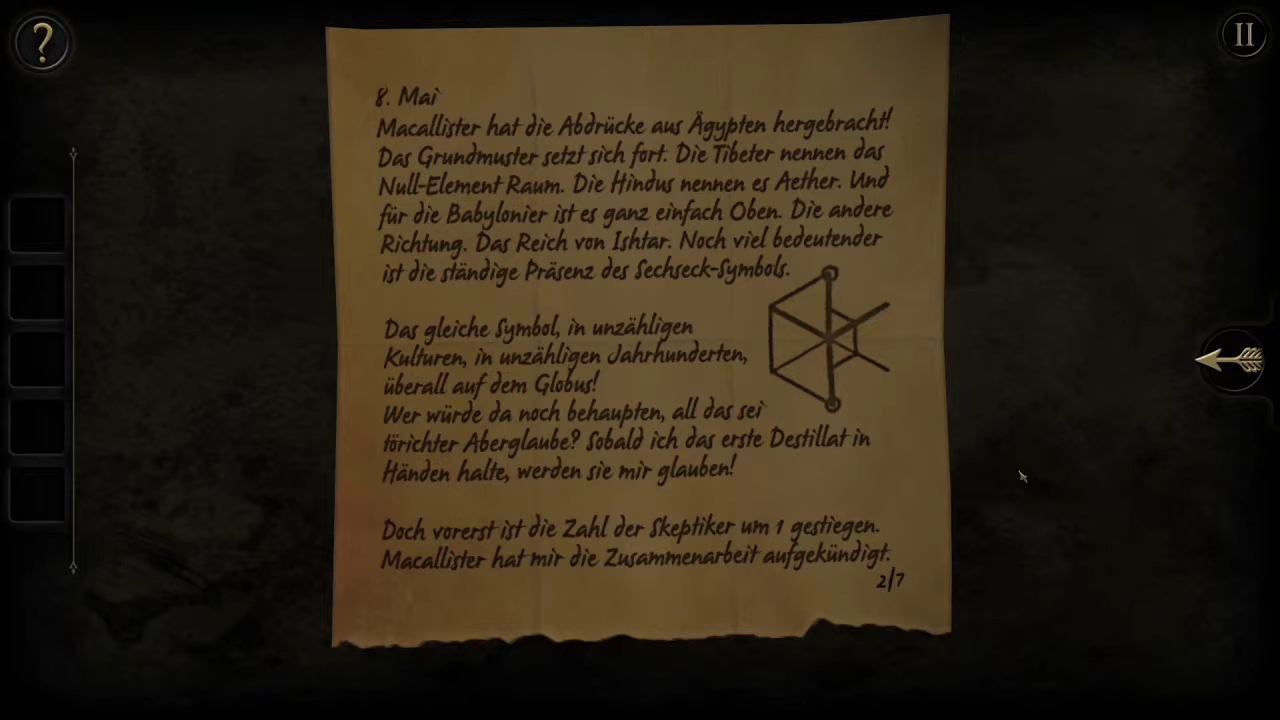 8. Mai
Macallister hat die Abdrücke aus Ägypten hergebracht!
Das Grundmuster setzt sich fort. Die Tibeter nennen das
Null-Element Raum. Die Hindus nennen es Aether. Und
für die Babylonier ist es ganz einfach Oben. Die andere
Richtung. Das Reich von Ishtar. Noch viel bedeutender
ist die ständige Präsenz des Sechseck-Symbols.
Das gleiche Symbol, in unzähligen
Kulturen, in unzähligen Jahrhunderten,
überall auf dem Globus!
Wer würde da noch behaupten, all das sei
törichter Aberglaube? Sobald ich das erste Destillat in
Händen halte, werden sie mir glauben!
Doch vorerst ist die Zahl der Skeptiker um 1 gestiegen.
Macallister hat mir die Zusammenarbeit aufgekündigt.
2/7
?
II